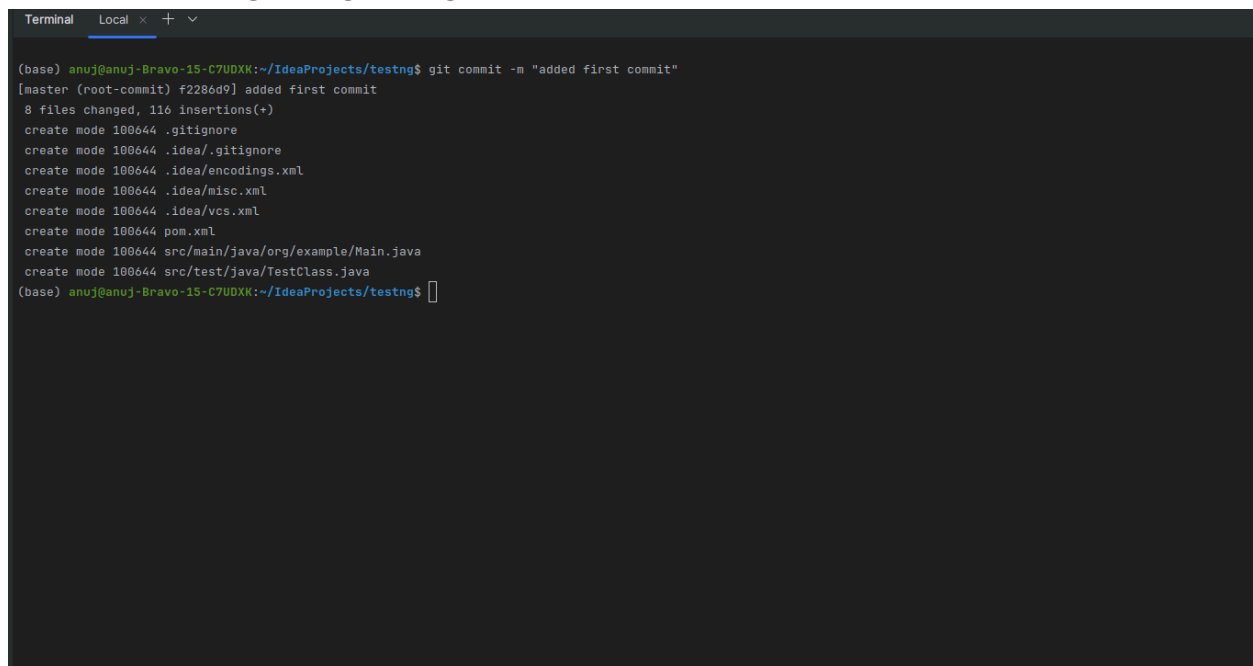 Terminal Local × + ⌄
(base) anuj@anuj-Bravo-15-C7UDXK:~/IdeaProjects/testng$ git commit -m "added first commit"
[master (root-commit) f2286d9] added first commit
8 files changed, 116 insertions(+)
create mode 100644 .gitignore
create mode 100644 .idea/.gitignore
create mode 100644 .idea/encodings.xml
create mode 100644 .idea/misc.xml
create mode 100644 .idea/vcs.xml
create mode 100644 pom.xml
create mode 100644 src/main/java/org/example/Main.java
create mode 100644 src/test/java/TestClass.java
(base) anuj@anuj-Bravo-15-C7UDXK:~/IdeaProjects/testng$